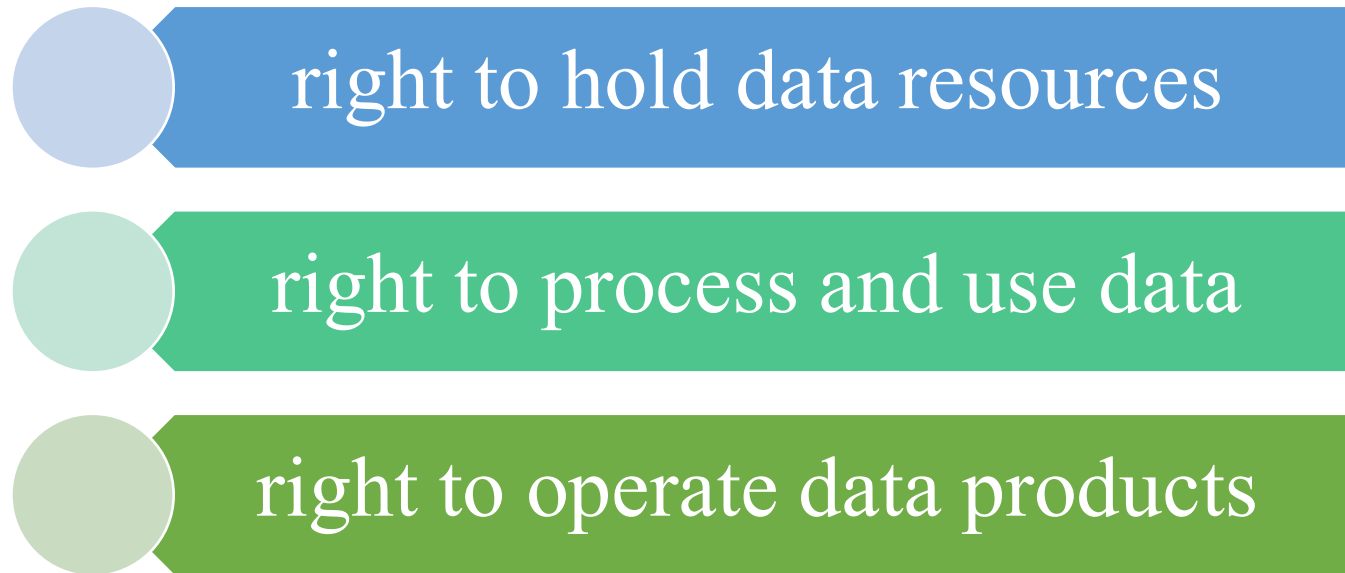 right to hold data resources
right to process and use data
right to operate data products